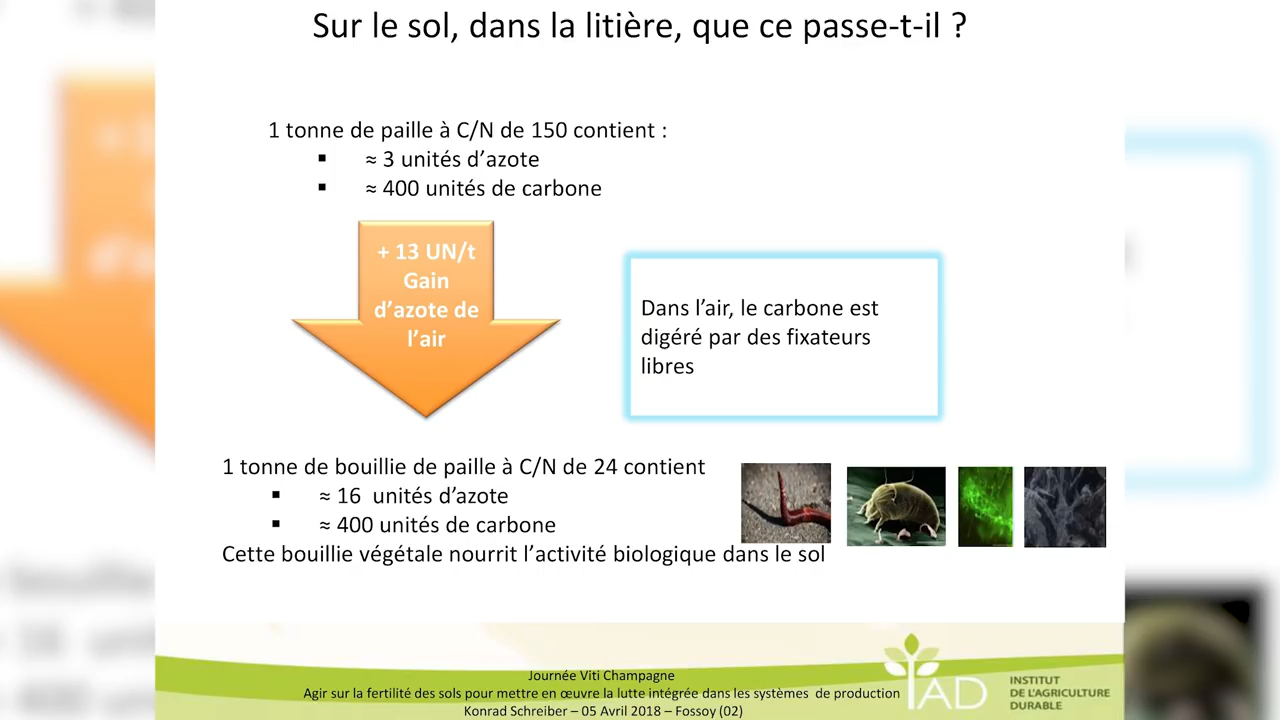 Sur le sol, dans la litière, que ce passe-t-il ?
1 tonne de paille à C/N de 150 contient :
▪ ≈ 3 unités d’azote
▪ ≈ 400 unités de carbone
+ 13 UN/t
Gain
d’azote de
l’air
Dans l’air, le carbone est
digéré par des fixateurs
libres
1 tonne de bouillie de paille à C/N de 24 contient
▪ ≈ 16 unités d’azote
▪ ≈ 400 unités de carbone
Cette bouillie végétale nourrit l’activité biologique dans le sol
Journée Viti Champagne
Agir sur la fertilité des sols pour mettre en œuvre la lutte intégrée dans les systèmes de production
Konrad Schreiber – 05 Avril 2018 – Fossoy (02)
IAD
INSTITUT
DE L'AGRICULTURE
DURABLE